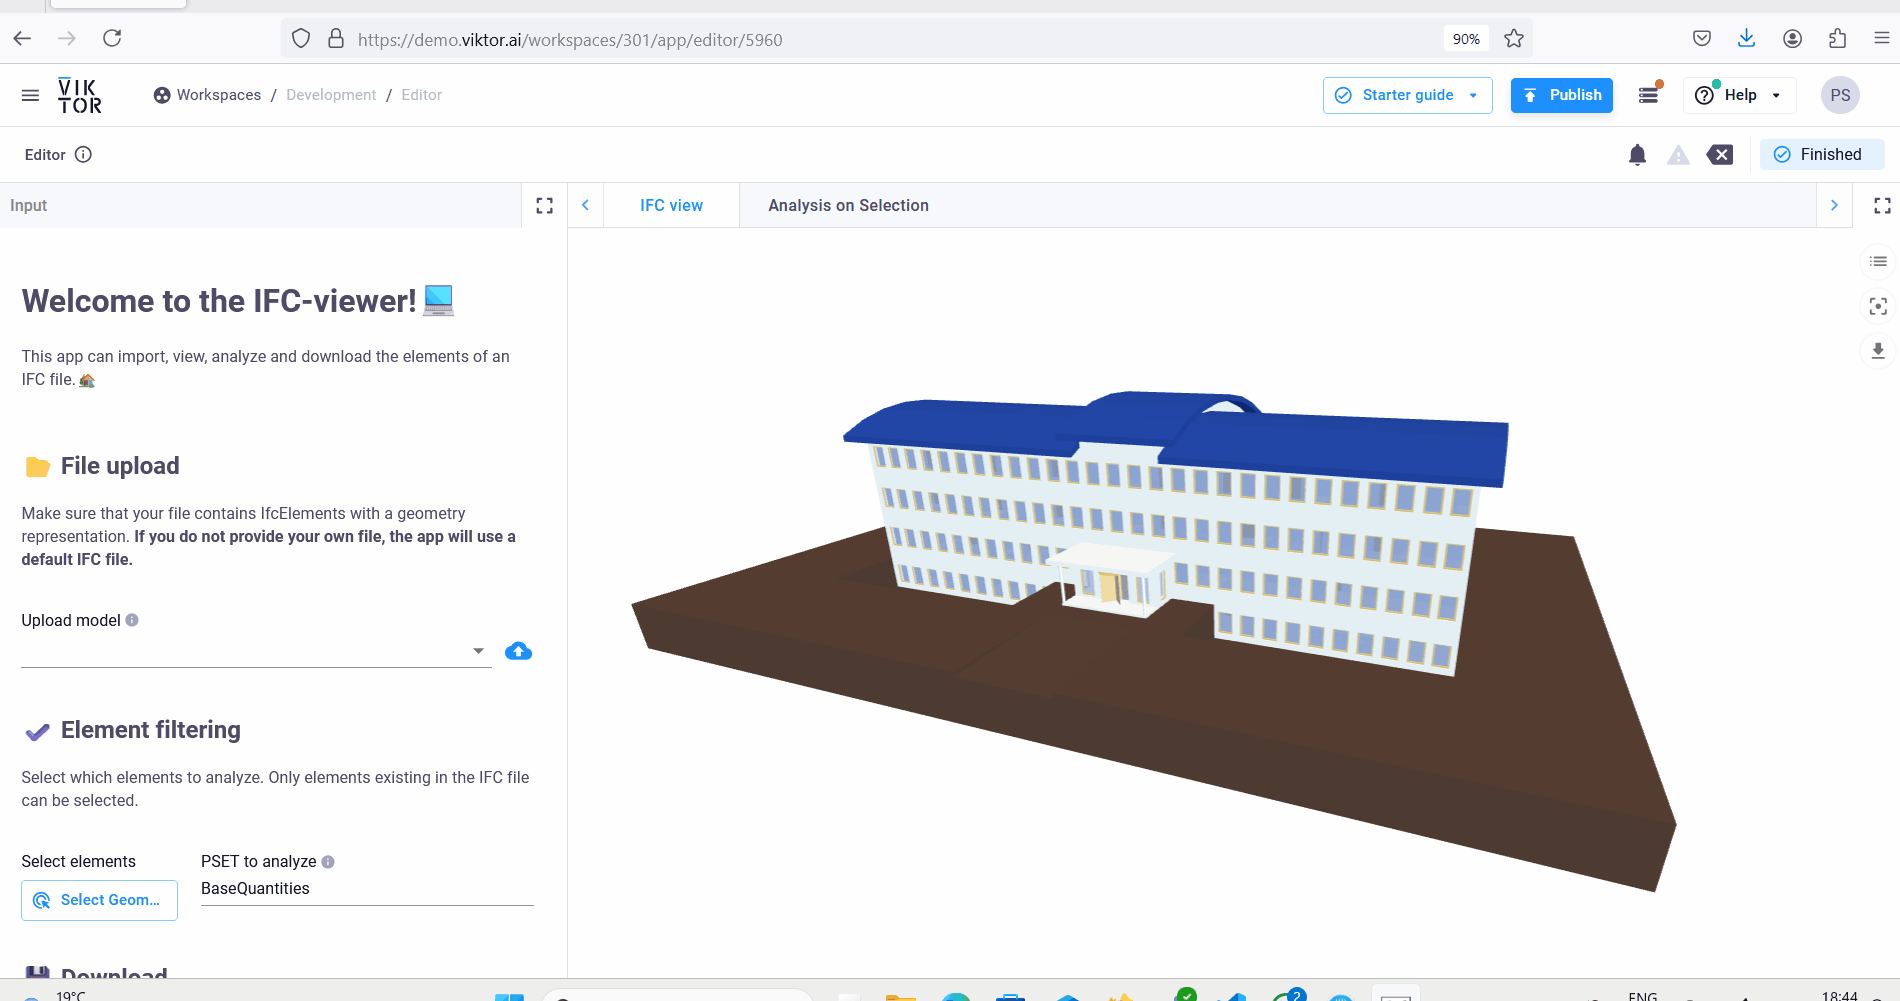 https://demo.viktor.ai/workspaces/301/app/editor/5960
90%
VIK
TOR
Workspaces / Development / Editor
Starter guide
Publish
Help
PS
Editor
Finished
Input
IFC view
Analysis on Selection
Welcome to the IFC-viewer!
This app can import, view, analyze and download the elements of an
IFC file.
File upload
Make sure that your file contains IfcElements with a geometry
representation. If you do not provide your own file, the app will use a
default IFC file.
Upload model
Element filtering
Select which elements to analyze. Only elements existing in the IFC file
can be selected.
Select elements
PSET to analyze
BaseQuantities
Select Geom...
Download
19°C
2
ENG
18:44